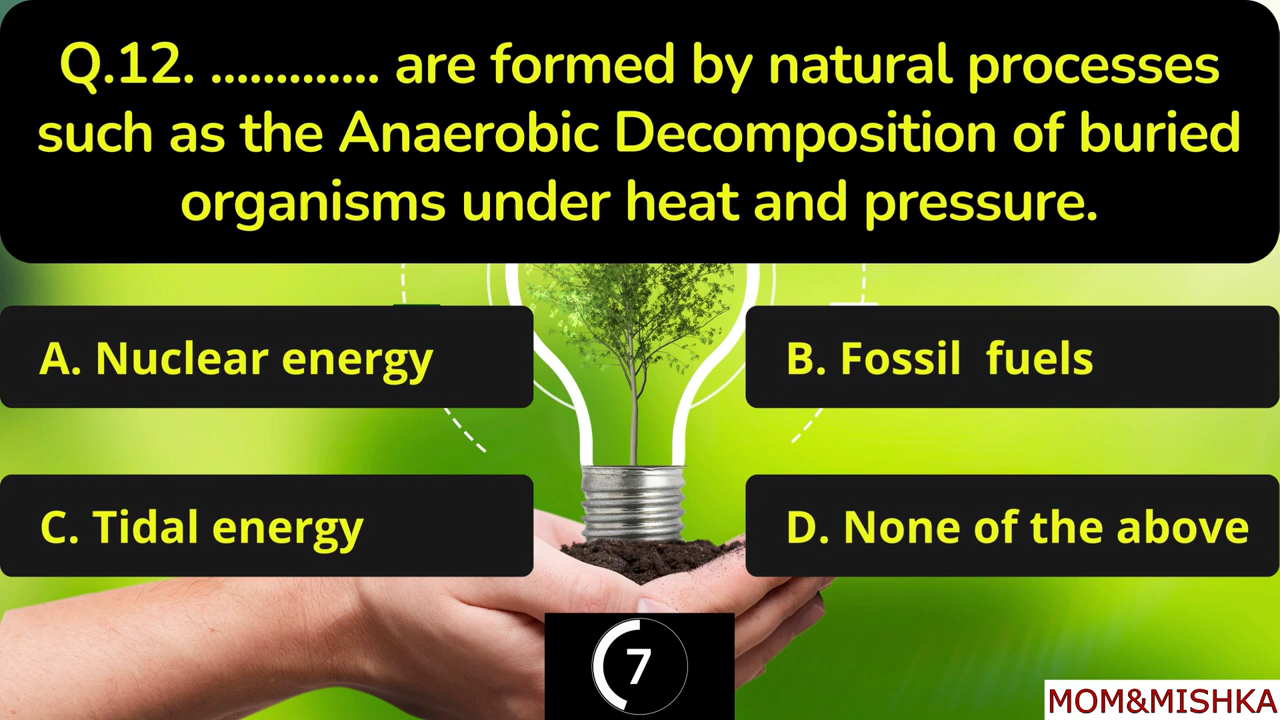 Q.12. ............. are formed by natural processes
such as the Anaerobic Decomposition of buried
organisms under heat and pressure.
A. Nuclear energy
B. Fossil  fuels
C. Tidal energy
D. None of the above
7
MOM&MISHKA